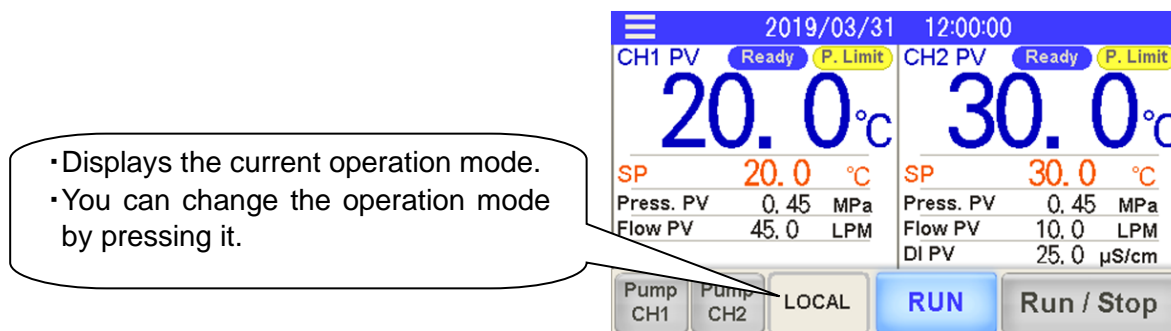 2019/03/31 12:00:00
CH1 PV Ready P. Limit
20.0℃
SP 20.0 ℃
Press. PV 0.45 MPa
Flow PV 45.0 LPM
CH2 PV Ready P. Limit
30.0℃
SP 30.0 ℃
Press. PV 0.45 MPa
Flow PV 10.0 LPM
DI PV 25.0 µS/cm
・Displays the current operation mode.
・You can change the operation mode
by pressing it.
Pump
CH1
Pump
CH2
LOCAL
RUN
Run / Stop